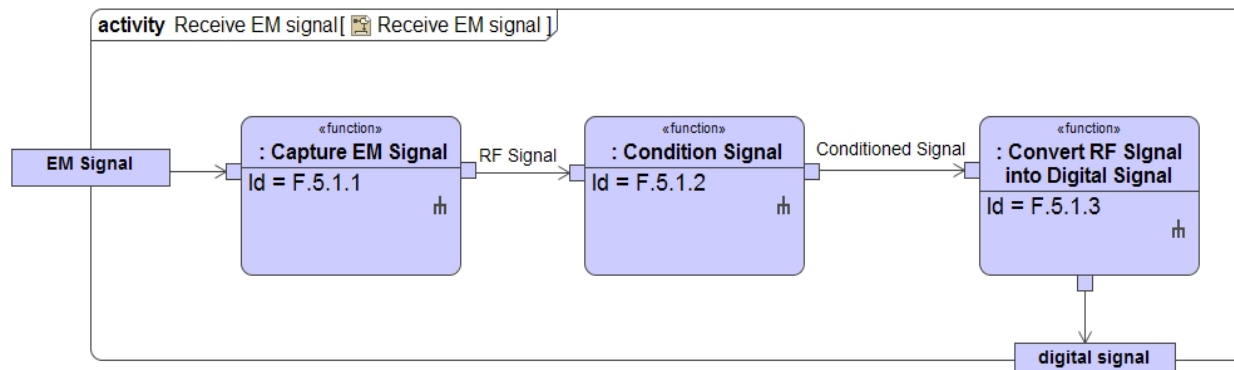 activity Receive EM signal[ Receive EM signal ]
EM Signal
«function»
: Capture EM Signal
Id = F.5.1.1
RF Signal
«function»
: Condition Signal
Id = F.5.1.2
Conditioned Signal
«function»
: Convert RF SIgnal
into Digital Signal
Id = F.5.1.3
digital signal